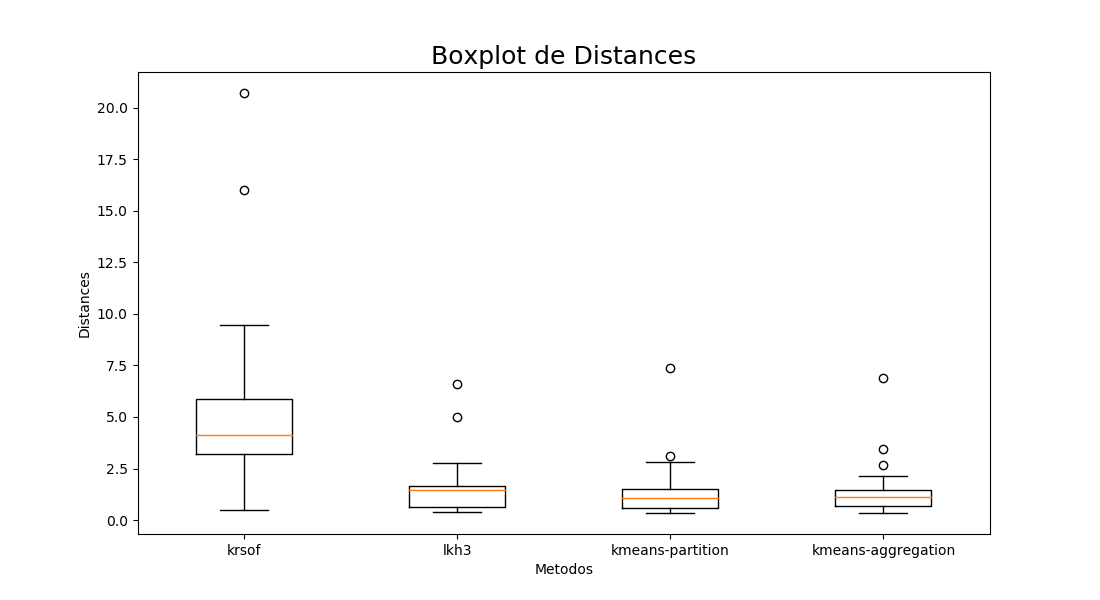 Boxplot de Distances
20.0
17.5
15.0
12.5
10.0
7.5
5.0
2.5
0.0
Distances
krsof
lkh3
kmeans-partition
kmeans-aggregation
Metodos